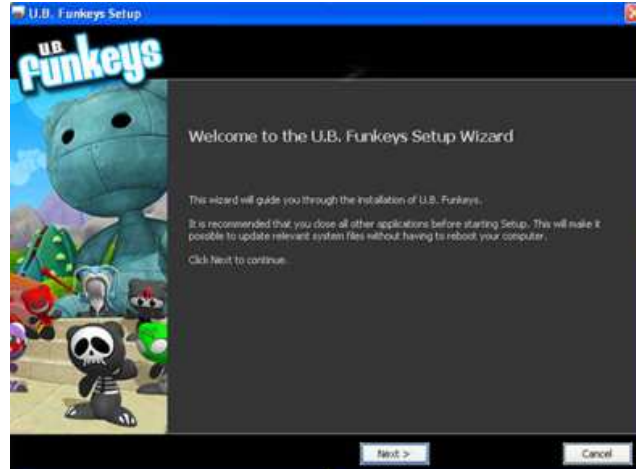 U.B. Funkeys Setup
U.B.
funkeys
Welcome to the U.B. Funkeys Setup Wizard
This wizard will guide you through the installation of U.B. Funkeys.
It is recommended that you close all other applications before starting Setup. This will make it
possible to update relevant system files without having to reboot your computer.
Click Next to continue.
Next >
Cancel